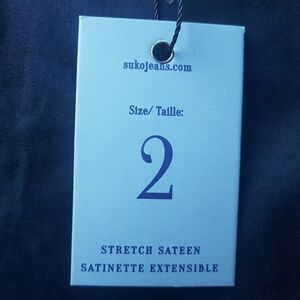 sukojeans.com
Size/ Taille:
2
STRETCH SATEEN
SATINETTE EXTENSIBLE